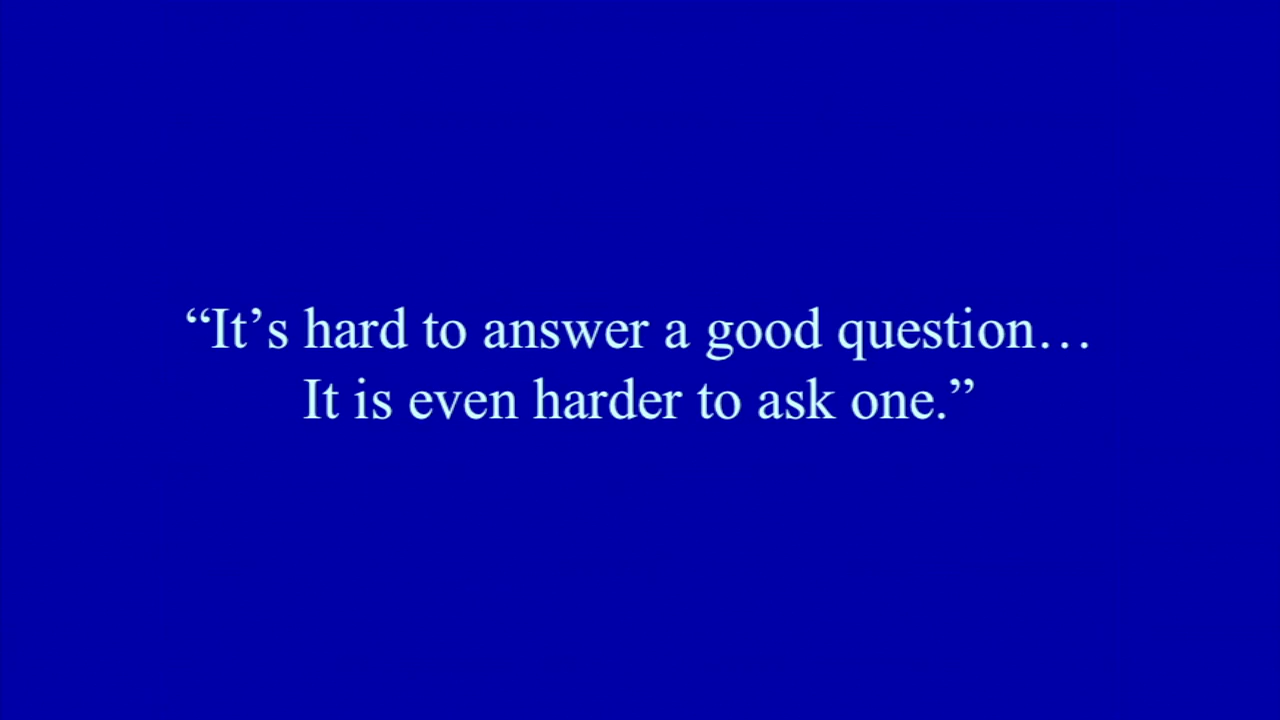 “It’s hard to answer a good question…
It is even harder to ask one.”